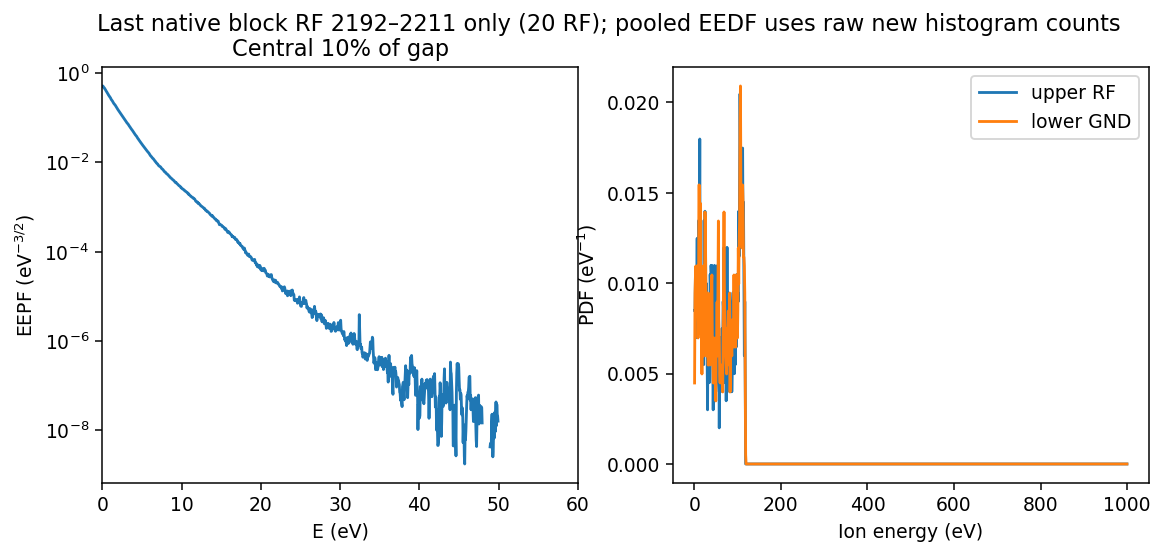 Last native block RF 2192–2211 only (20 RF); pooled EEDF uses raw new histogram counts
Central 10% of gap
EEPF (eV⁻³/²)
10⁰
10⁻²
10⁻⁴
10⁻⁶
10⁻⁸
0 10 20 30 40 50 60
E (eV)
PDF (eV⁻¹)
0.020
0.015
0.010
0.005
0.000
0 200 400 600 800 1000
Ion energy (eV)
upper RF
lower GND